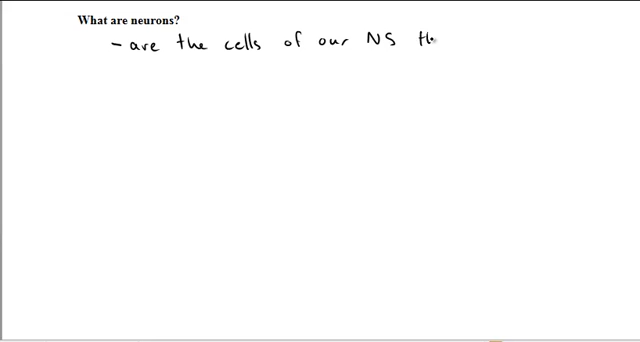 What are neurons?
- are the cells of our NS